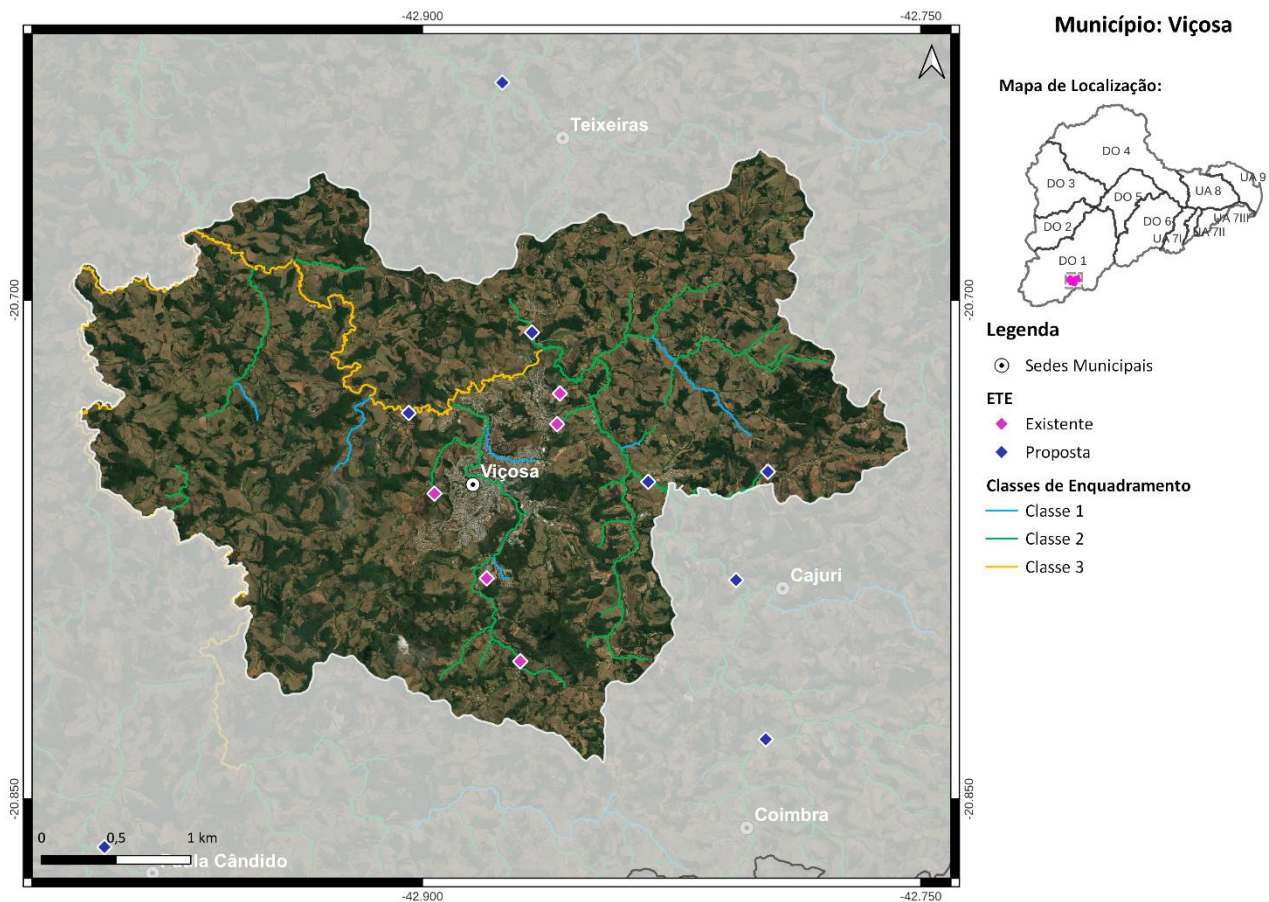 -42.900
-42.750
Município: Viçosa
Teixeiras
Mapa de Localização:
DO 4
DO 3
DO 5
UA 8
UA 9
DO 2
DO 6
UA 7III
UA 7II
UA 7I
DO 1
-20.700
-20.700
Legenda
Sedes Municipais
ETE
Existente
Proposta
Viçosa
Classes de Enquadramento
Classe 1
Classe 2
Classe 3
Cajuri
-20.850
-20.850
Coimbra
0 0,5 1 km
Paula Cândido
-42.900
-42.750